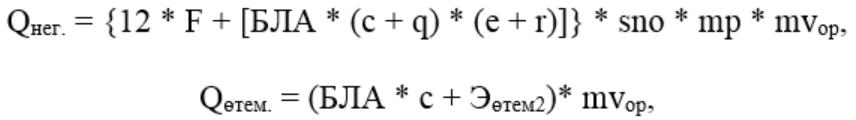 Qнег. = {12 * F + [БЛА * (c + q) * (e + r)]} * sno * mp * mvор,
Qөтем. = (БЛА * с + Эөтем2)* mvор,